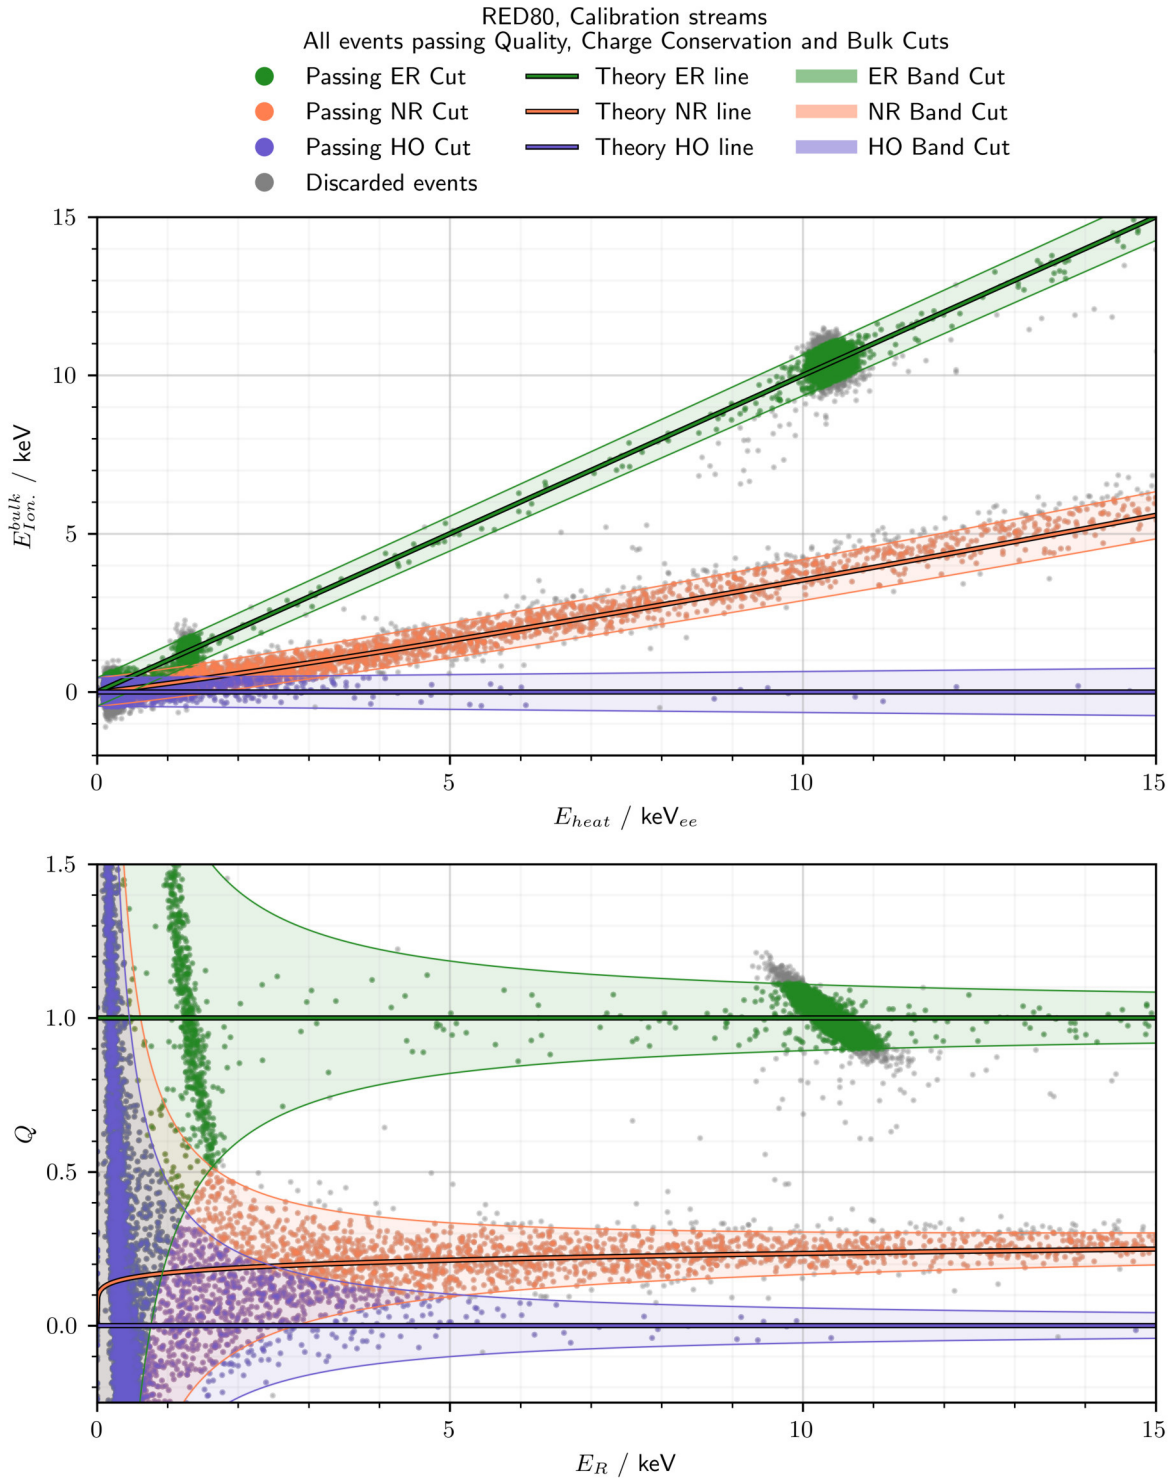 RED80, Calibration streams
All events passing Quality, Charge Conservation and Bulk Cuts
Passing ER Cut Theory ER line ER Band Cut
Passing NR Cut Theory NR line NR Band Cut
Passing HO Cut Theory HO line HO Band Cut
Discarded events
15
10
5
0
E_{Ion.}^{bulk} / keV
0 5 10 15
E_{heat} / keV_{ee}
1.5
1.0
0.5
0.0
Q
0 5 10 15
E_R / keV